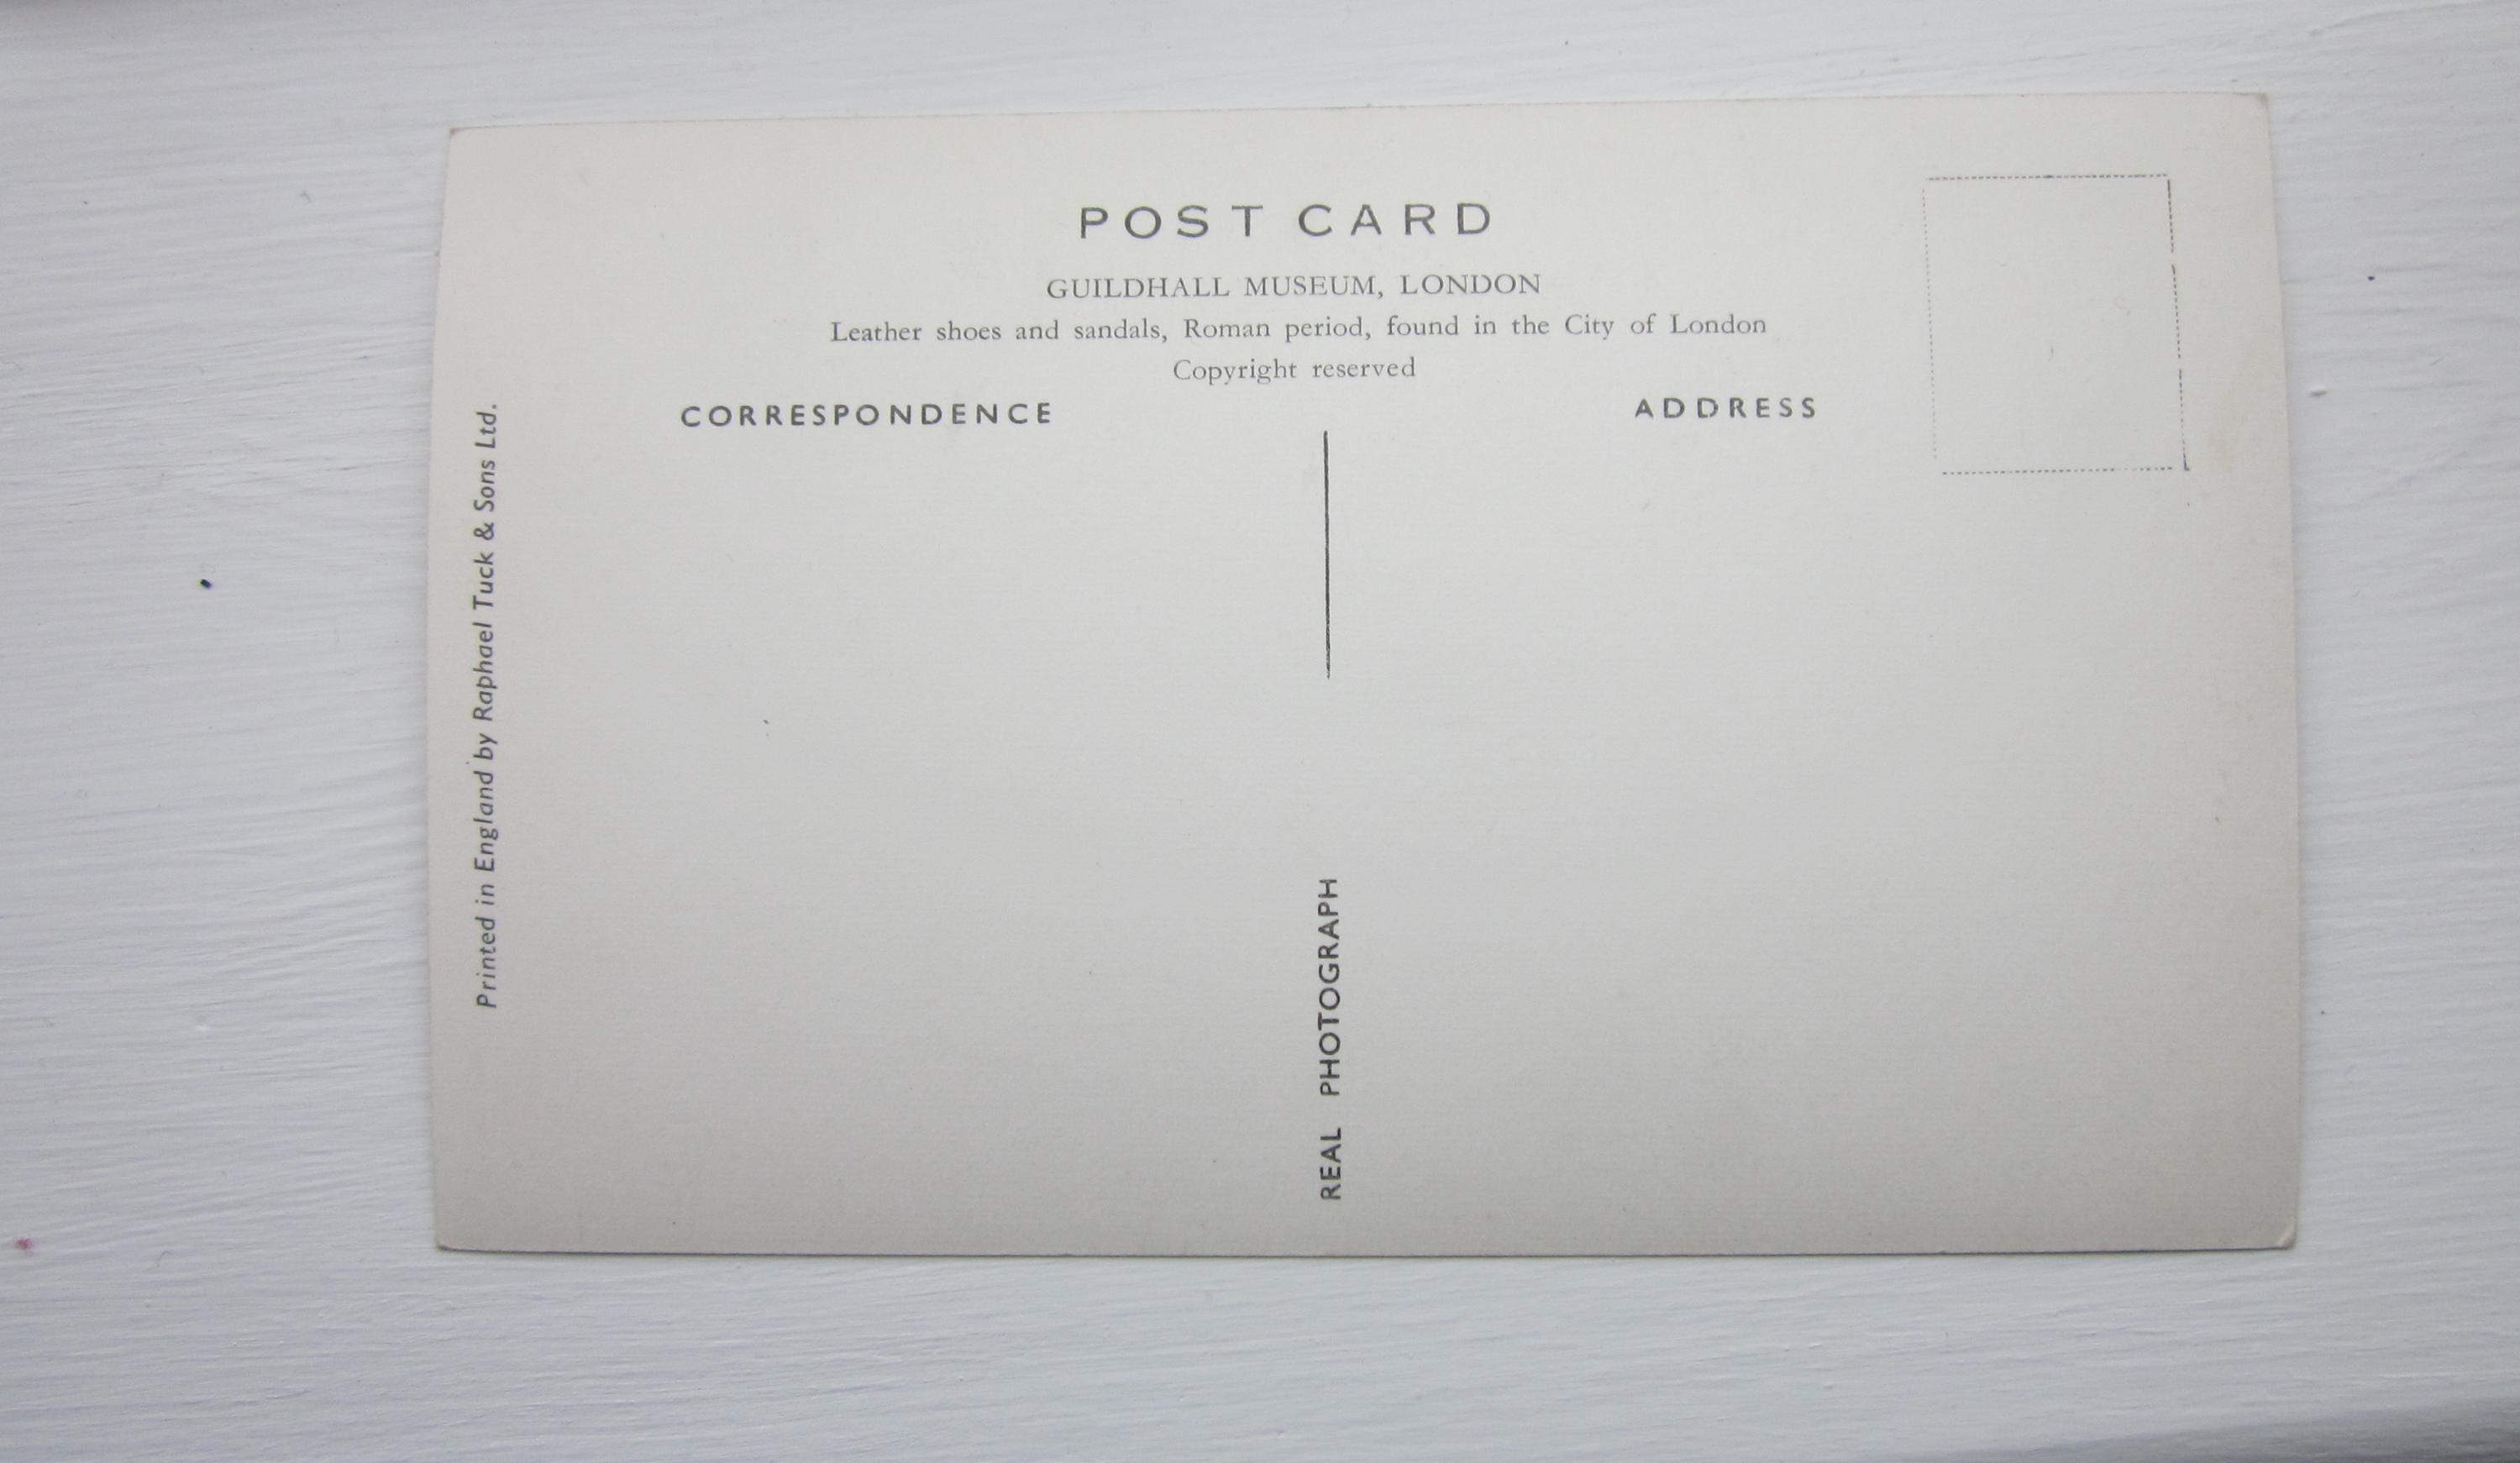 POST CARD
GUILDHALL MUSEUM, LONDON
Leather shoes and sandals, Roman period, found in the City of London
Copyright reserved
CORRESPONDENCE
ADDRESS
Printed in England by Raphael Tuck & Sons Ltd.
REAL PHOTOGRAPH